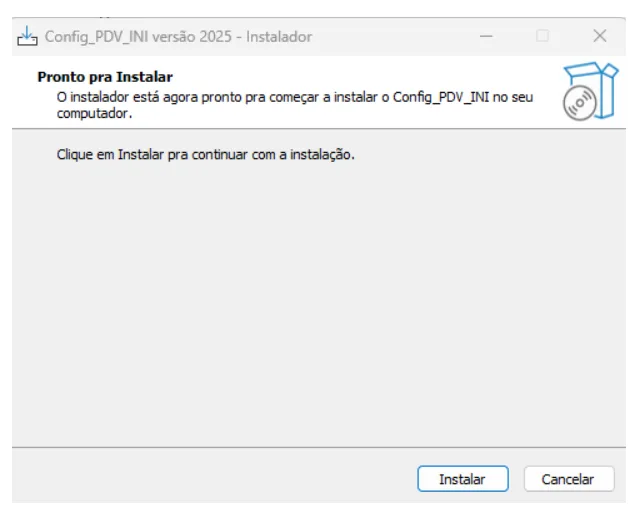 Config_PDV_INI versão 2025 - Instalador
Pronto pra Instalar
O instalador está agora pronto pra começar a instalar o Config_PDV_INI no seu
computador.
Clique em Instalar pra continuar com a instalação.
Instalar
Cancelar